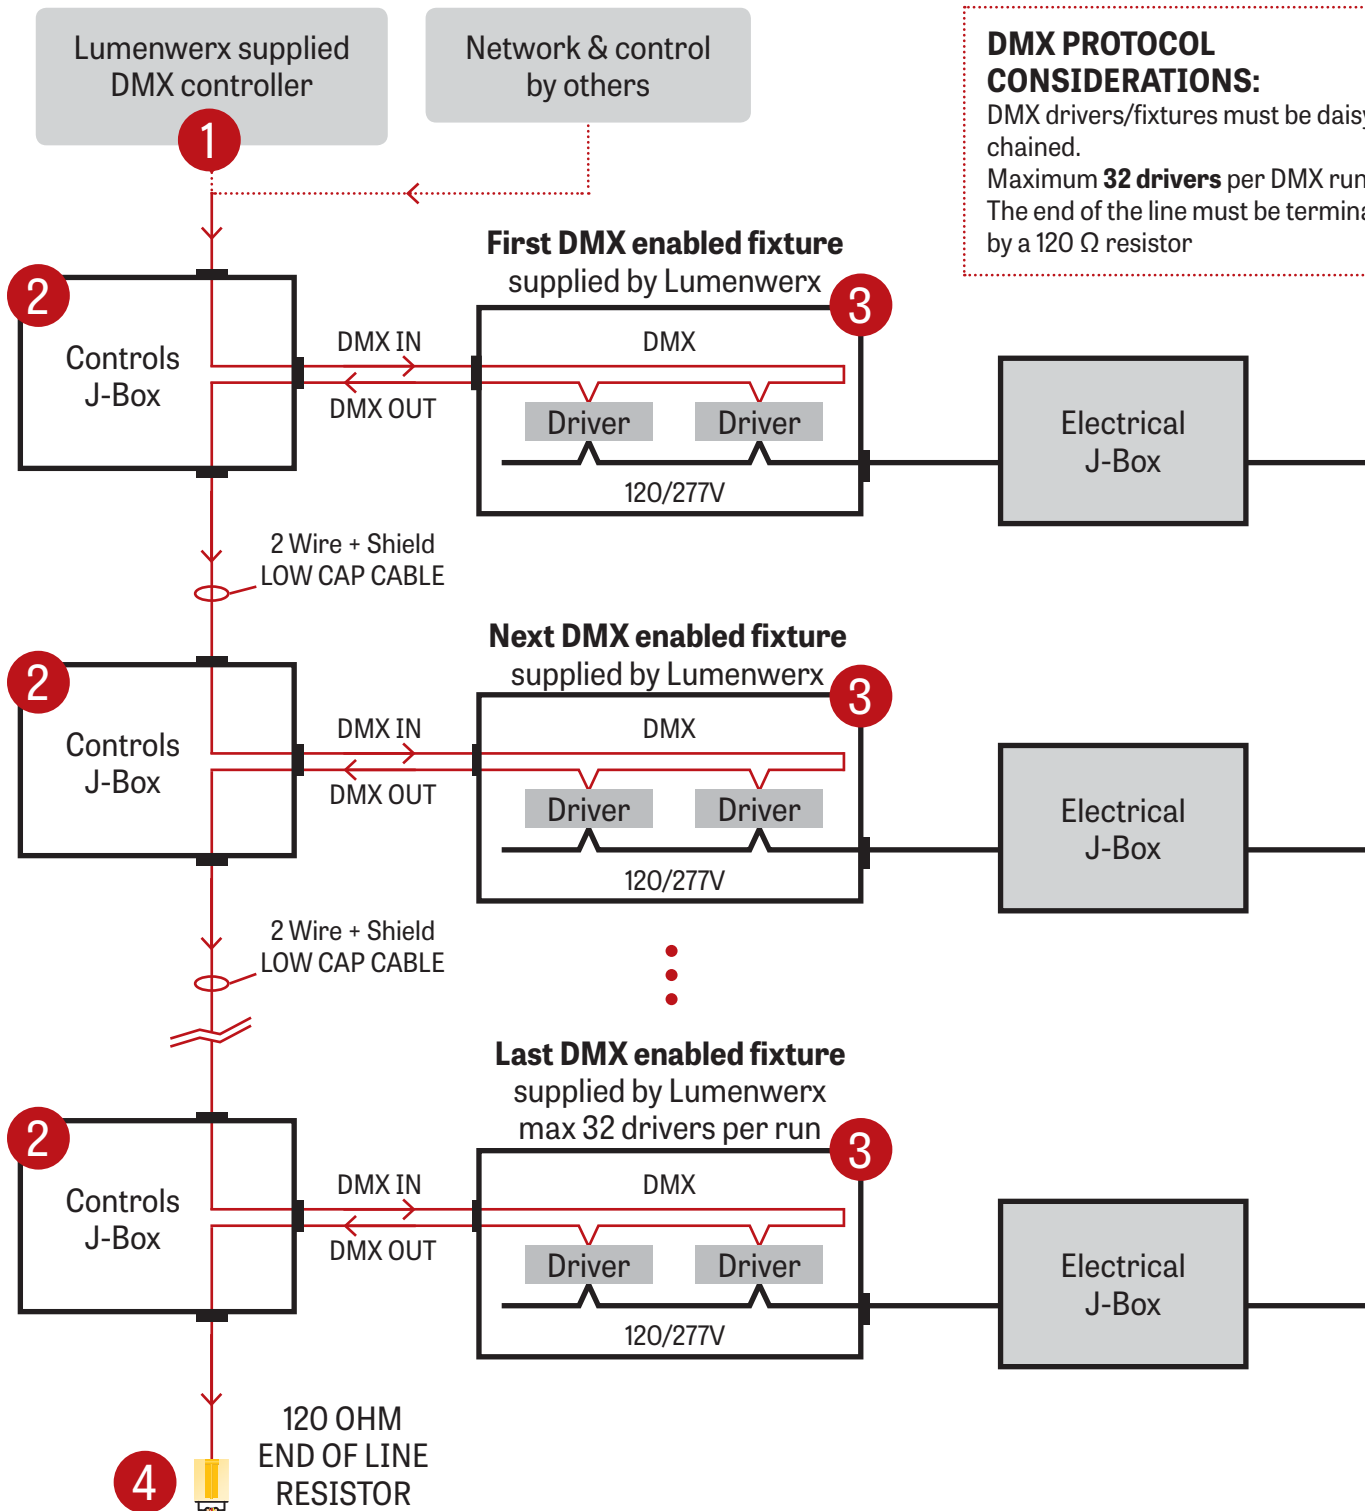 Lumenwerx supplied
DMX controller
1
Network & control
by others
DMX PROTOCOL
CONSIDERATIONS:
DMX drivers/fixtures must be daisy
chained.
Maximum 32 drivers per DMX run
The end of the line must be
by a 120 Ω resistor
First DMX enabled fixture
supplied by Lumenwerx
2
Controls
J-Box
DMX IN
DMX OUT
3
DMX
Driver
Driver
120/277V
Electrical
J-Box
2 Wire + Shield
LOW CAP CABLE
Next DMX enabled fixture
supplied by Lumenwerx
2
Controls
J-Box
DMX IN
DMX OUT
3
DMX
Driver
Driver
120/277V
Electrical
J-Box
2 Wire + Shield
LOW CAP CABLE
Last DMX enabled fixture
supplied by Lumenwerx
max 32 drivers per run
2
Controls
J-Box
DMX IN
DMX OUT
3
DMX
Driver
Driver
120/277V
Electrical
J-Box
4
120 OHM
END OF LINE
RESISTOR